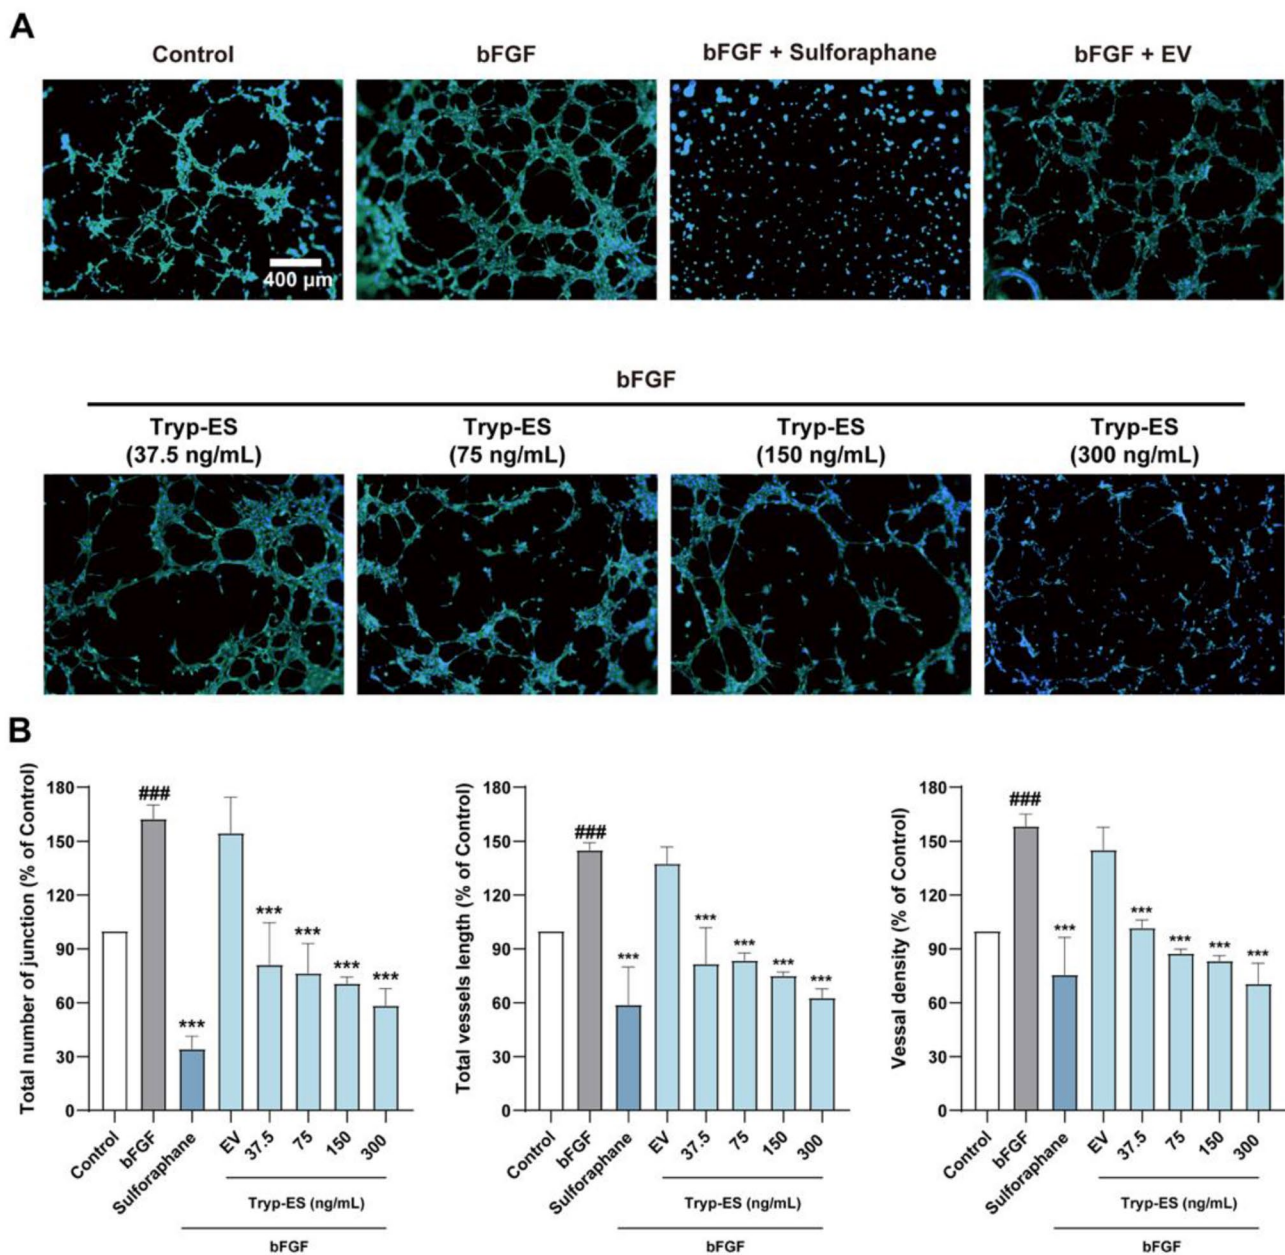 A
Control
bFGF
bFGF + Sulforaphane
bFGF + EV
400 μm
bFGF
Tryp-ES
(37.5 ng/mL)
Tryp-ES
(75 ng/mL)
Tryp-ES
(150 ng/mL)
Tryp-ES
(300 ng/mL)
B
Total number of junction (% of Control)
180
150
120
90
60
30
0
###
***
***
***
***
***
Control
bFGF
Sulforaphane
EV
37.5
75
150
300
Tryp-ES (ng/mL)
bFGF
Total vessels length (% of Control)
180
150
120
90
60
30
0
###
***
***
***
***
***
Control
bFGF
Sulforaphane
EV
37.5
75
150
300
Tryp-ES (ng/mL)
bFGF
Vessal density (% of Control)
180
150
120
90
60
30
0
###
***
***
***
***
***
Control
bFGF
Sulforaphane
EV
37.5
75
150
300
Tryp-ES (ng/mL)
bFGF